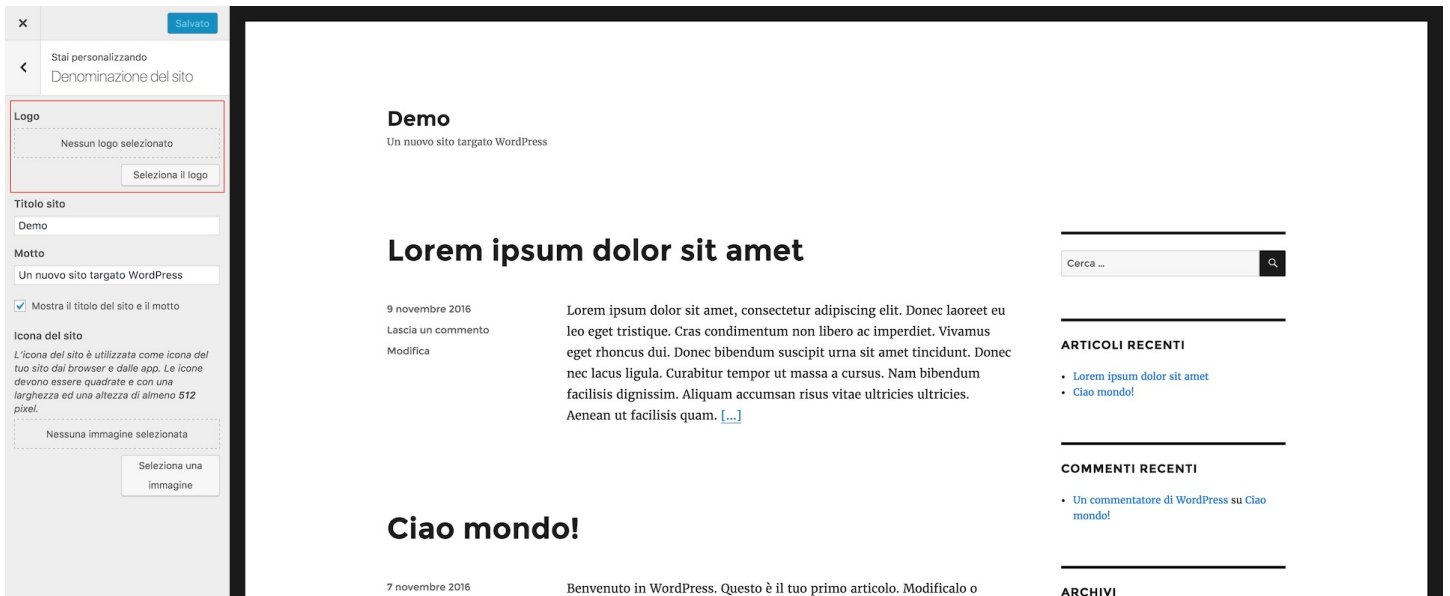 Salvato
Stai personalizzando
Denominazione del sito
Logo
Nessun logo selezionato
Seleziona il logo
Titolo sito
Demo
Motto
Un nuovo sito targato WordPress
Mostra il titolo del sito e il motto
Icona del sito
L'icona del sito è utilizzata come icona del
tuo sito dai browser e dalle app. Le icone
devono essere quadrate e con una
larghezza ed una altezza di almeno 512
pixel.
Nessuna immagine selezionata
Seleziona una
immagine
Demo
Un nuovo sito targato WordPress
Lorem ipsum dolor sit amet
9 novembre 2016
Lascia un commento
Modifica
Lorem ipsum dolor sit amet, consectetur adipiscing elit. Donec laoreet eu
leo eget tristique. Cras condimentum non libero ac imperdiet. Vivamus
eget rhoncus dui. Donec bibendum suscipit urna sit amet tincidunt. Donec
nec lacus ligula. Curabitur tempor ut massa a cursus. Nam bibendum
facilisis dignissim. Aliquam accumsan risus vitae ultricies ultricies.
Aenean ut facilisis quam. [...]
Ciao mondo!
7 novembre 2016
Benvenuto in WordPress. Questo è il tuo primo articolo. Modificalo o
Cerca ...
ARTICOLI RECENTI
• Lorem ipsum dolor sit amet
• Ciao mondo!
COMMENTI RECENTI
• Un commentatore di WordPress su Ciao
mondo!
ARCHIVI